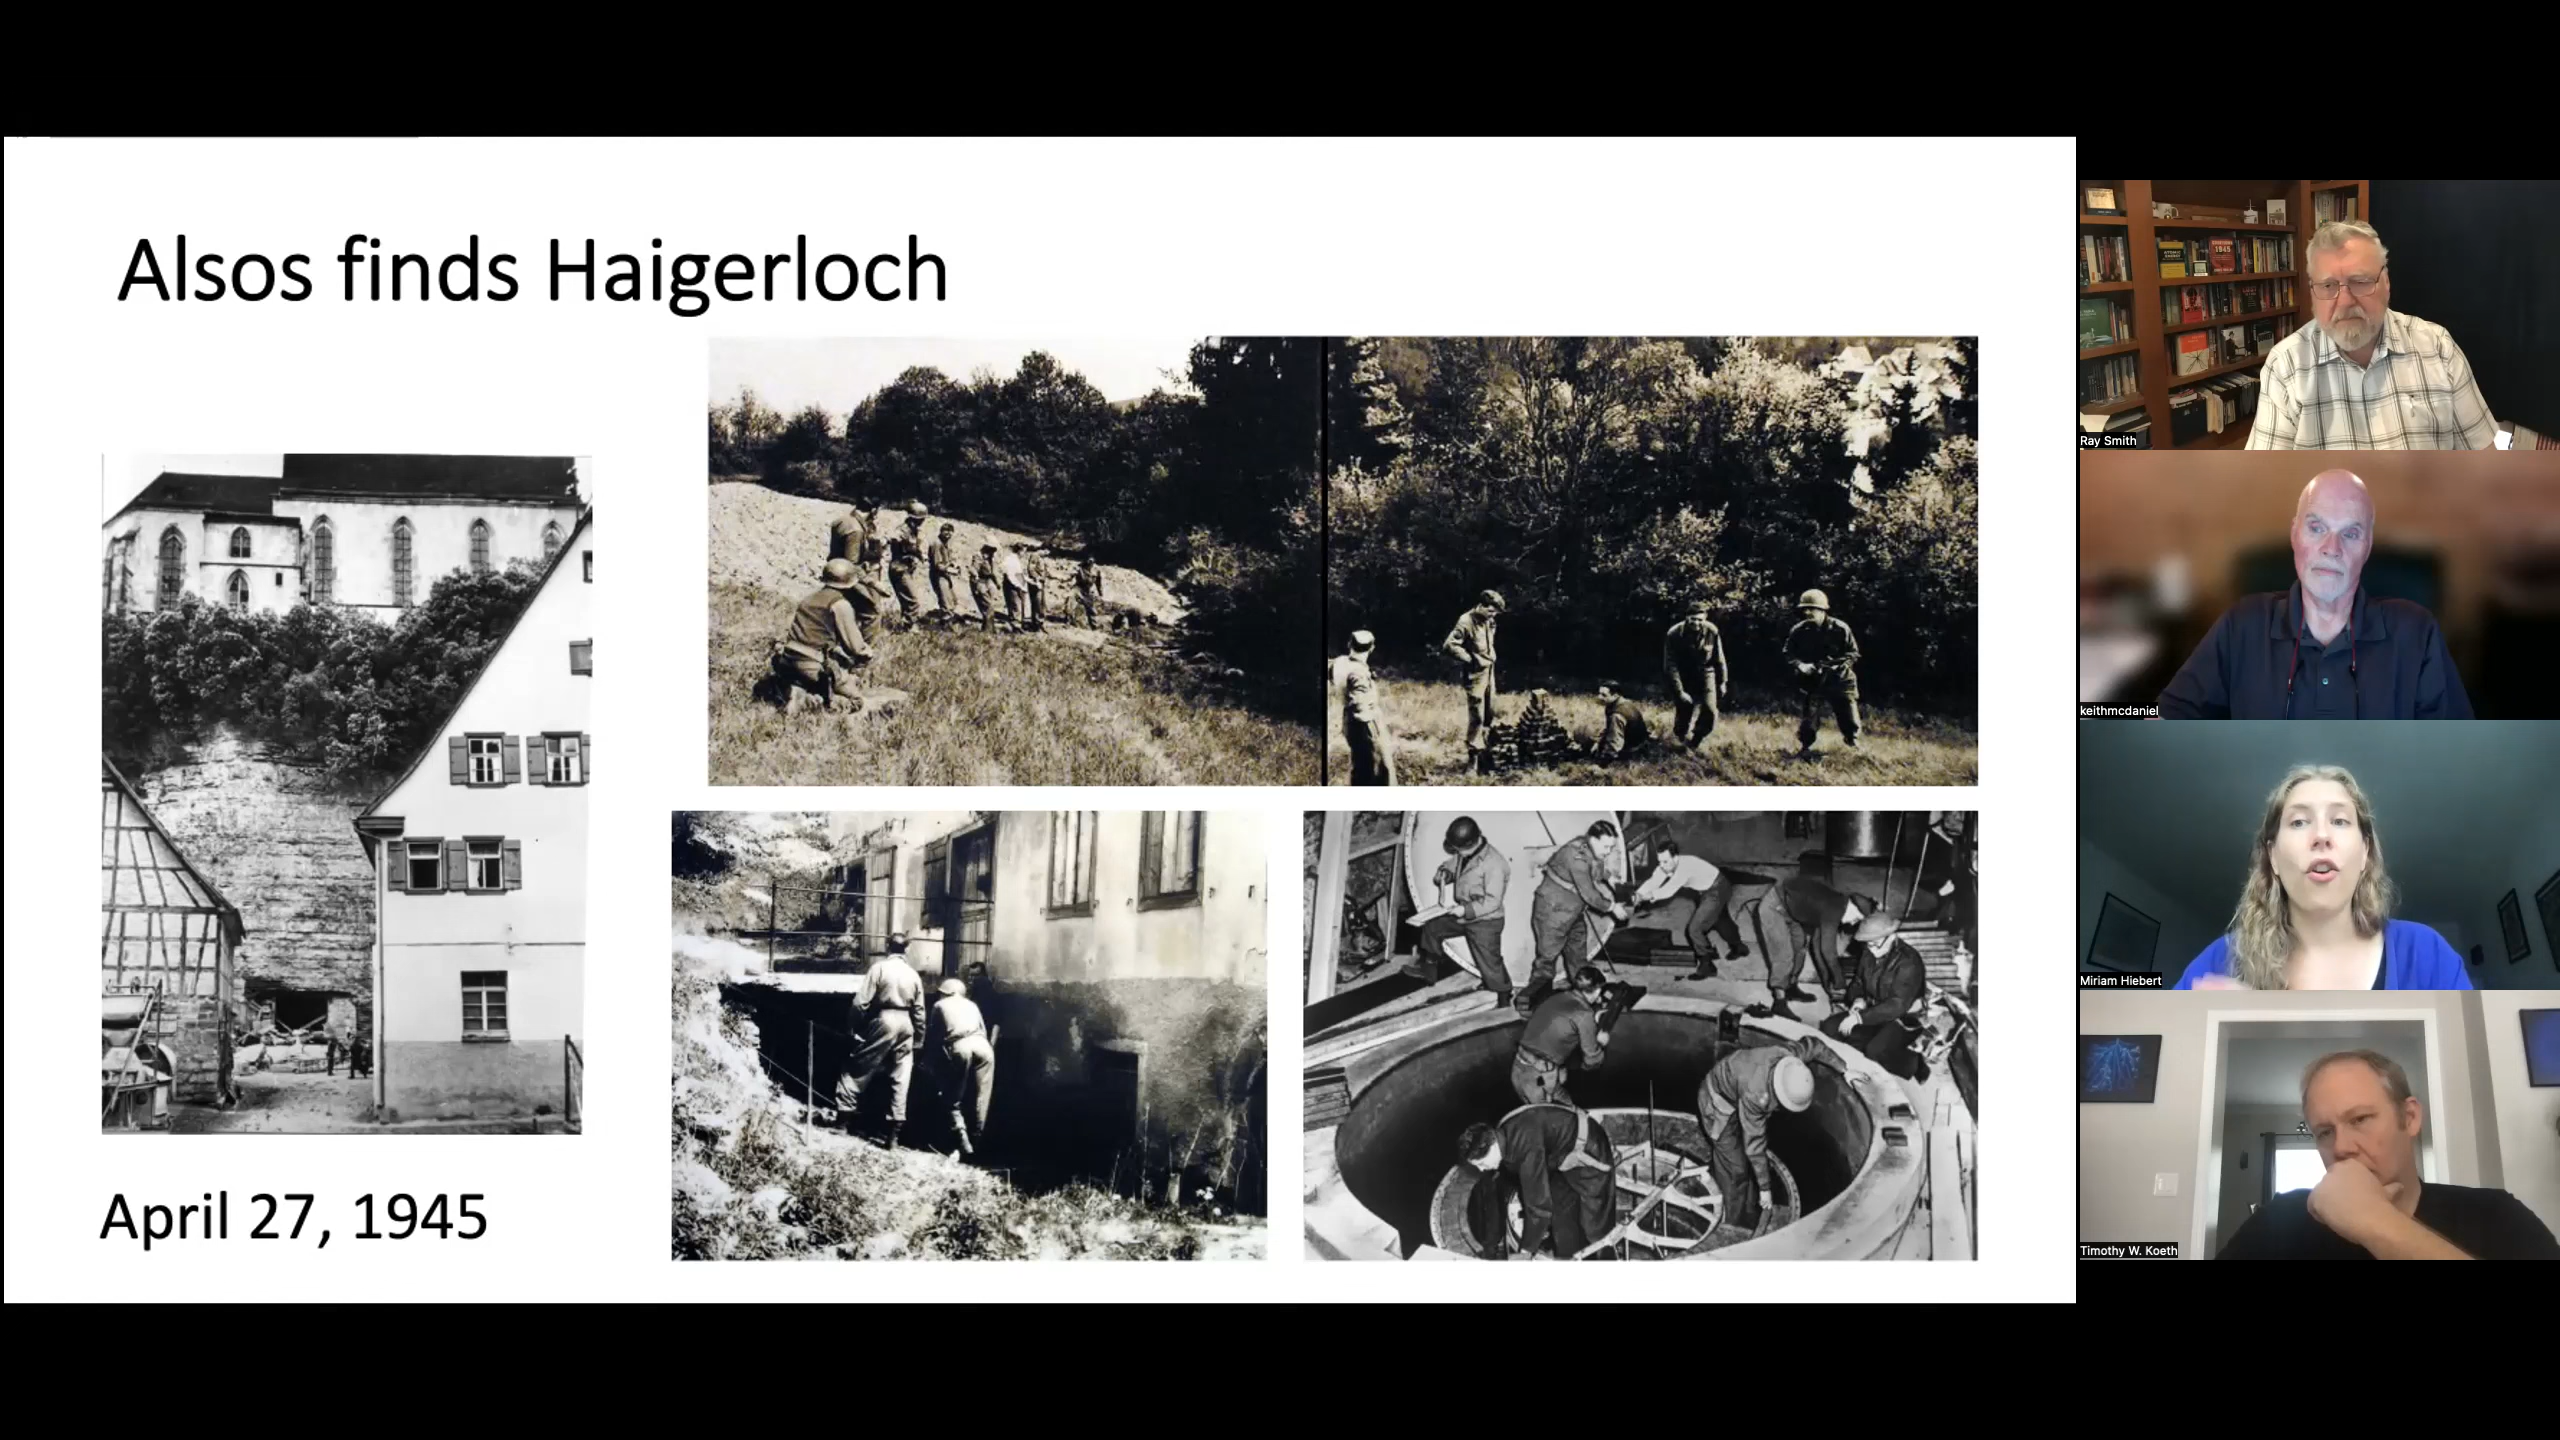 Alsos finds Haigerloch
April 27, 1945
Ray Smith
keithmcdaniel
Miriam Hiebert
Timothy W. Koeth